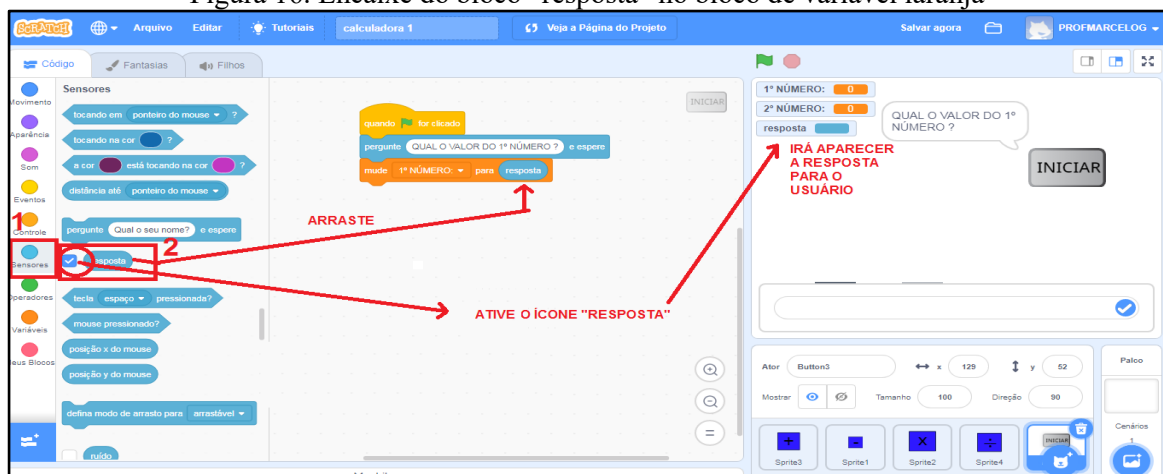 Figura 16: Encaixe do bloco "resposta" no bloco de variável laranja
SCRATCH
Arquivo
Editar
Tutoriais
calculadora 1
Veja a Página do Projeto
Salvar agora
PROFMARCELOG
Código
Fantasias
Filhos
Movimento
Aparência
Som
Eventos
1
Controle
Sensores
Operadores
Variáveis
Meus Blocos
Sensores
tocando em ponteiro do mouse ?
tocando na cor ?
a cor está tocando na cor ?
distância até ponteiro do mouse
pergunte Qual o seu nome? e espere
2
resposta
tecla espaço pressionada?
mouse pressionado?
posição x do mouse
posição y do mouse
defina modo de arrasto para arrastável
ruído
INICIAR
quando for clicado
pergunte QUAL O VALOR DO 1º NÚMERO ? e espere
mude 1º NÚMERO: para resposta
ARRASTE
ATIVE O ÍCONE "RESPOSTA"
1º NÚMERO: 0
2º NÚMERO: 0
resposta
QUAL O VALOR DO 1º
NÚMERO ?
IRÁ APARECER
A RESPOSTA
PARA O
USUÁRIO
INICIAR
Ator Button3 x 129 y 52
Mostrar Tamanho 100 Direção 90
Sprite3
Sprite1
Sprite2
Sprite4
INICIAR
Palco
Cenários
1